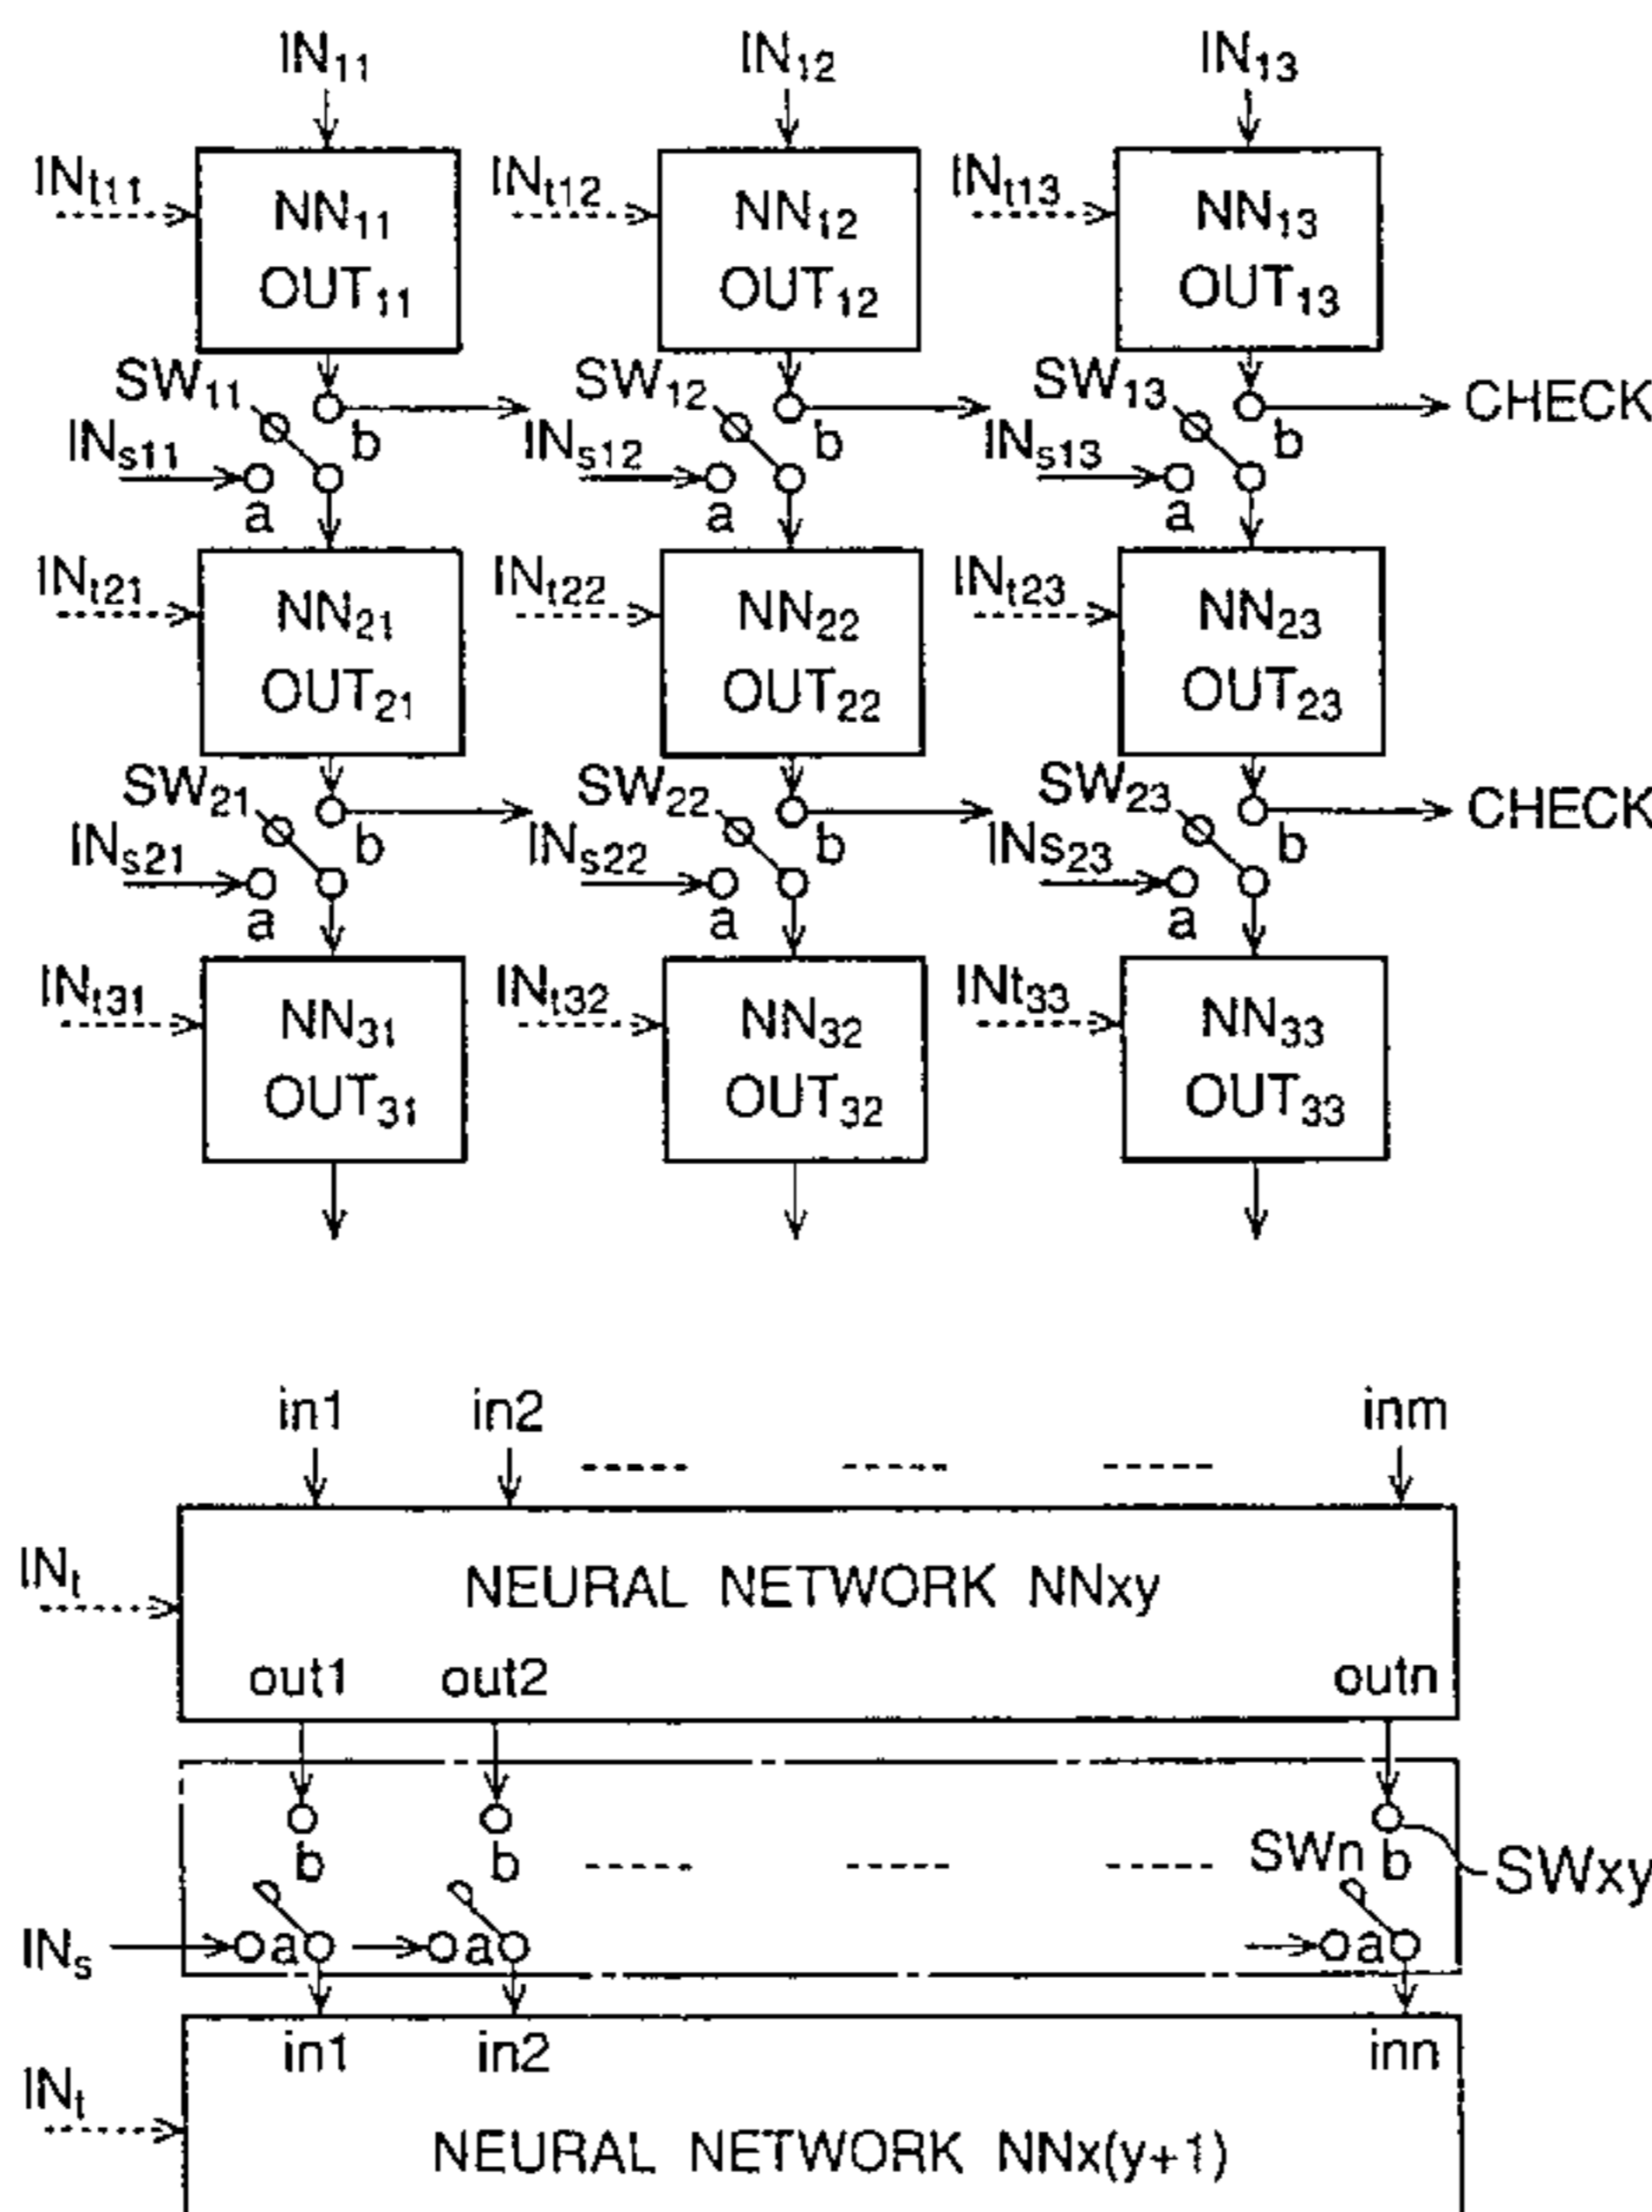 IN11 IN12 IN13
INt11 INt12 INt13
NN11 NN12 NN13
OUT11 OUT12 OUT13
SW11 SW12 SW13 CHECK
b b b
INs11 INs12 INs13
a a a
INt21 INt22 INt23
NN21 NN22 NN23
OUT21 OUT22 OUT23
SW21 SW22 SW23 CHECK
b b b
INs21 INs22 INs23
a a a
INt31 INt32 INt33
NN31 NN32 NN33
OUT31 OUT32 OUT33
in1 in2 inm
INt
NEURAL NETWORK NNxy
out1 out2 outn
b b SWn b SWxy
INs a a a
in1 in2 inn
INt
NEURAL NETWORK NNx(y+1)